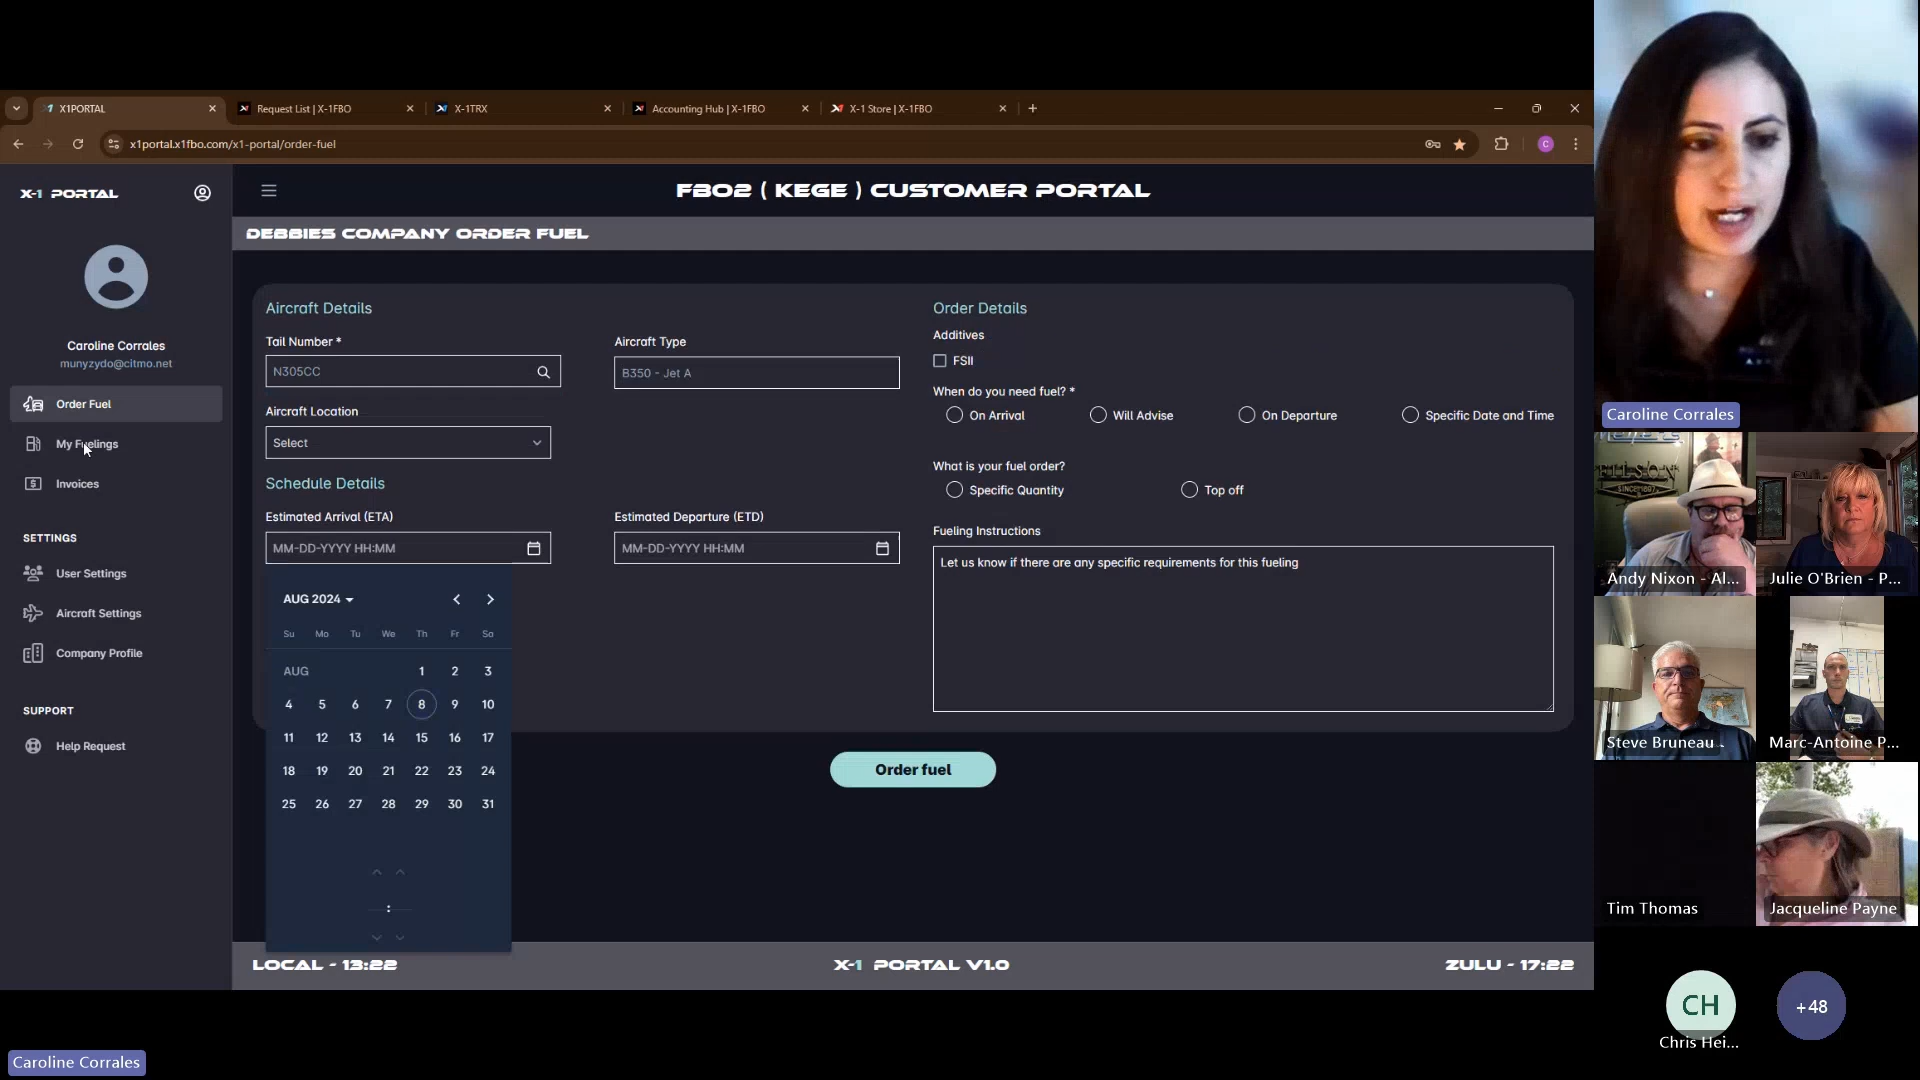 X1PORTAL
Request List | X-1FBO
X-1TRX
Accounting Hub | X-1FBO
X-1 Store | X-1FBO
x1portal.x1fbo.com/x1-portal/order-fuel
C
X-1 PORTAL
FBO2 ( KEGE ) CUSTOMER PORTAL
DEBBIES COMPANY ORDER FUEL
Caroline Corrales
munyzydo@citmo.net
Order Fuel
My Fuelings
Invoices
SETTINGS
User Settings
Aircraft Settings
Company Profile
SUPPORT
Help Request
Aircraft Details
Tail Number *
N305CC
Aircraft Type
B350 - Jet A
Aircraft Location
Select
Schedule Details
Estimated Arrival (ETA)
MM-DD-YYYY HH:MM
Estimated Departure (ETD)
MM-DD-YYYY HH:MM
AUG 2024
Su Mo Tu We Th Fr Sa
AUG 1 2 3
4 5 6 7 8 9 10
11 12 13 14 15 16 17
18 19 20 21 22 23 24
25 26 27 28 29 30 31
:
Order Details
Additives
FSII
When do you need fuel? *
On Arrival Will Advise On Departure Specific Date and Time
What is your fuel order?
Specific Quantity Top off
Fueling Instructions
Let us know if there are any specific requirements for this fueling
Order fuel
LOCAL - 13:22
X-1 PORTAL V1.0
ZULU - 17:22
Caroline Corrales
FILSON
SINCE 1897
Andy Nixon - Al...
Julie O'Brien - P...
Steve Bruneau -
Marc-Antoine P...
Tim Thomas
Jacqueline Payne
CH
Chris Hei...
+48
Caroline Corrales